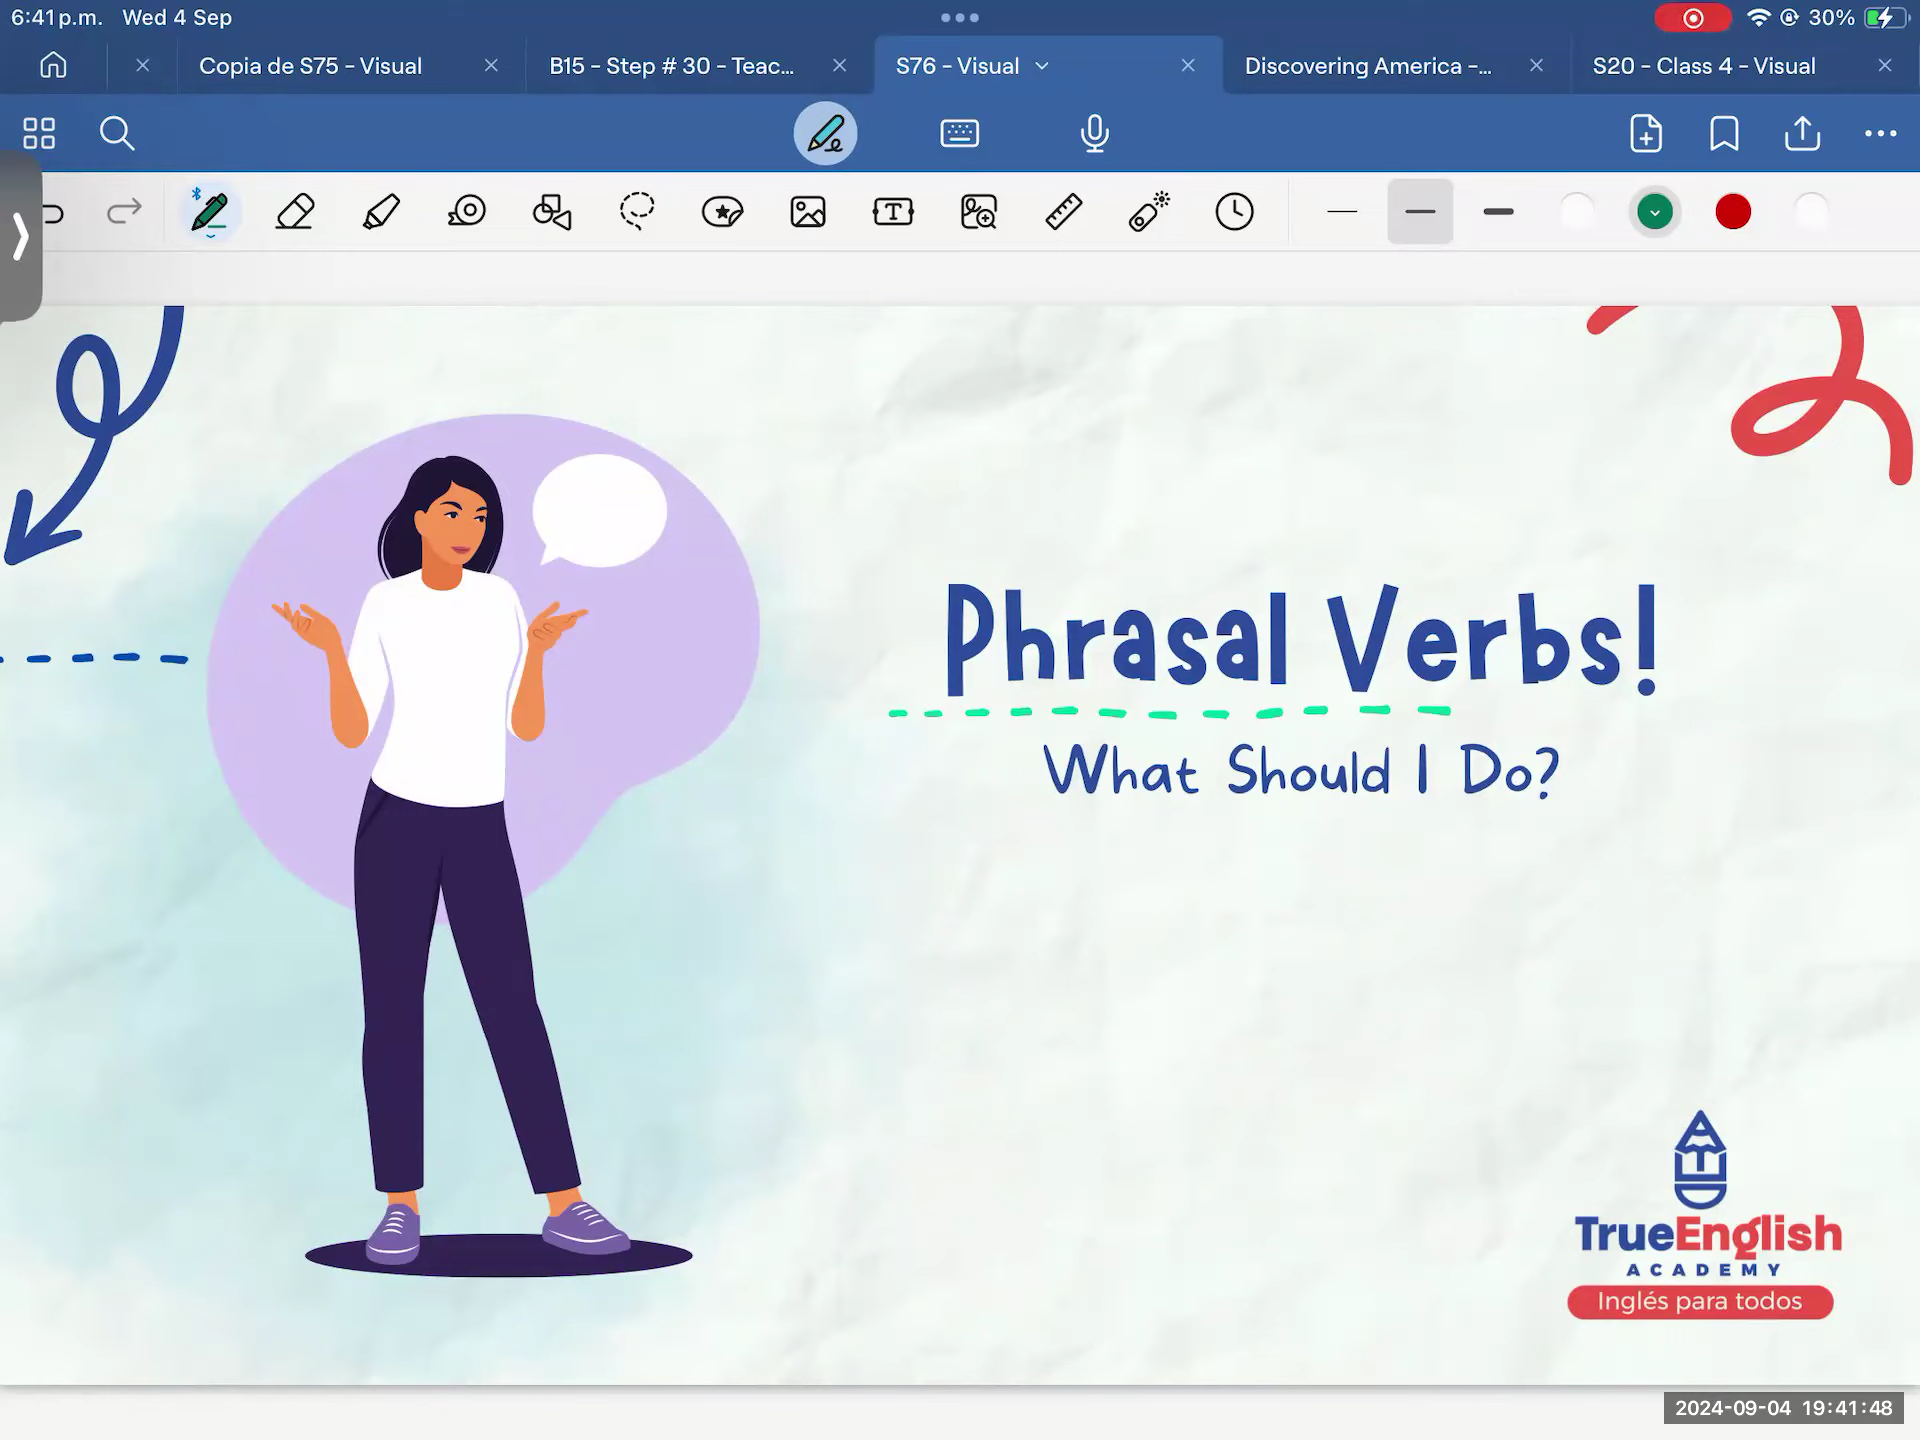 6:41 p.m. Wed 4 Sep
30%
Copia de S75 - Visual
B15 - Step # 30 - Teac...
S76 - Visual
Discovering America -...
S20 - Class 4 - Visual
Phrasal Verbs!
What Should I Do?
TrueEnglish
ACADEMY
Inglés para todos
2024-09-04 19:41:48